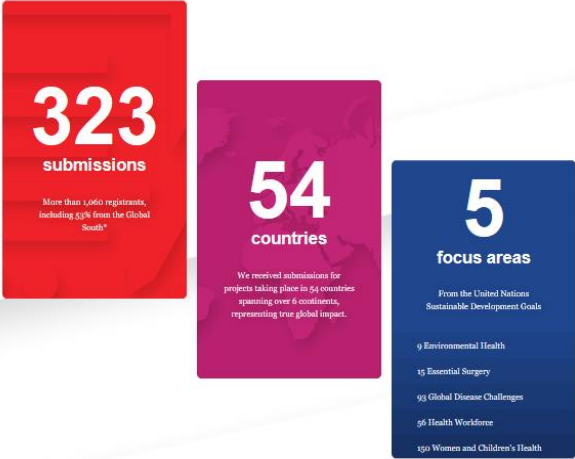 323
submissions
More than 1,060 registrants,
including 53% from the Global
South*
54
countries
We received submissions for
projects taking place in 54 countries
spanning over 6 continents,
representing true global impact.
5
focus areas
From the United Nations
Sustainable Development Goals
9 Environmental Health
15 Essential Surgery
93 Global Disease Challenges
56 Health Workforce
150 Women and Children's Health